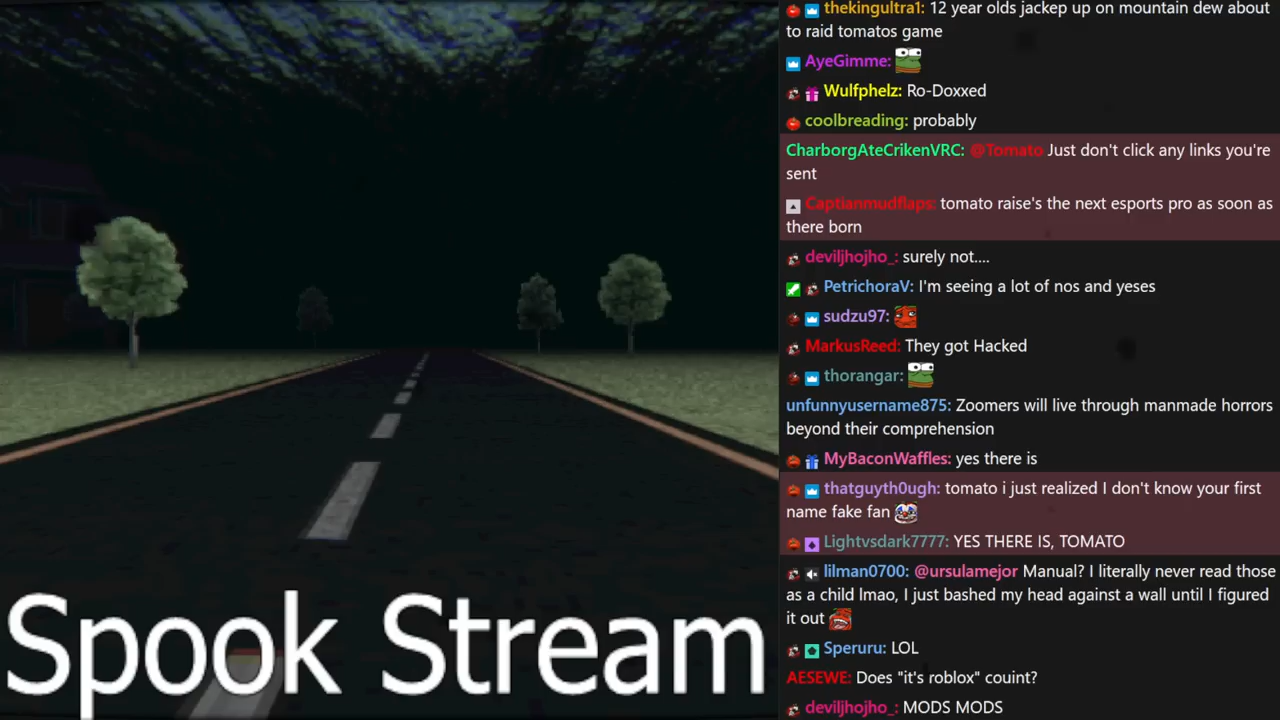 thekingultra1: 12 year olds jackep up on mountain dew about
to raid tomatos game
AyeGimme:
Wulfphelz: Ro-Doxxed
coolbreading: probably
CharborgAteCrikenVRC: @Tomato Just don't click any links you're
sent
Captianmudflaps: tomato raise's the next esports pro as soon as
there born
deviljhojho_: surely not....
PetrichoraV: I'm seeing a lot of nos and yeses
sudzu97:
MarkusReed: They got Hacked
thorangar:
unfunnyusername875: Zoomers will live through manmade horrors
beyond their comprehension
MyBaconWaffles: yes there is
thatguyth0ugh: tomato i just realized I don't know your first
name fake fan
Lightvsdark7777: YES THERE IS, TOMATO
lilman0700: @ursulamejor Manual? I literally never read those
as a child lmao, I just bashed my head against a wall until I figured
it out
Speruru: LOL
AESEWE: Does "it's roblox" couint?
deviljhojho_: MODS MODS
Spook Stream